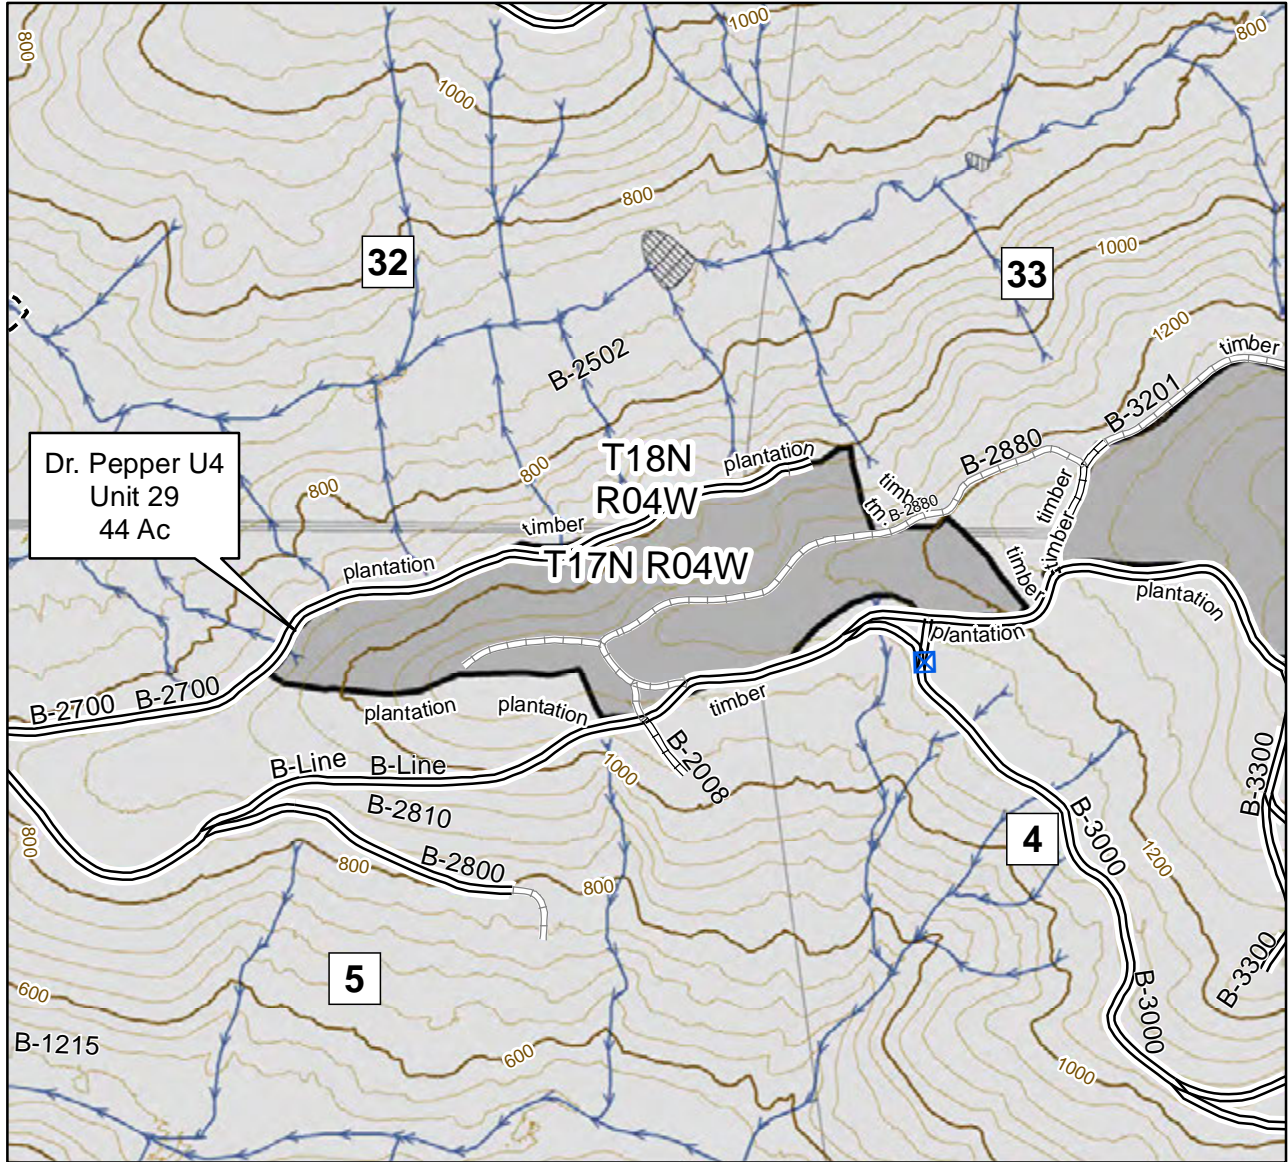 1000
800
800
1000
800
32
33
1000
1200
timber
B-2502
B-3201
Dr. Pepper U4
Unit 29
44 Ac
T18N
R04W
plantation
B-2880
800
800
timber
tm.
B-2880
timber
timber
timber
timber
plantation
T17N R04W
plantation
plantation
B-2700
B-2700
plantation
plantation
timber
B-Line
B-Line
1000
B-2008
B-2810
B-2800
800
800
800
B-3000
4
1200
B-3300
5
600
B-3300
B-1215
600
B-3000
1000